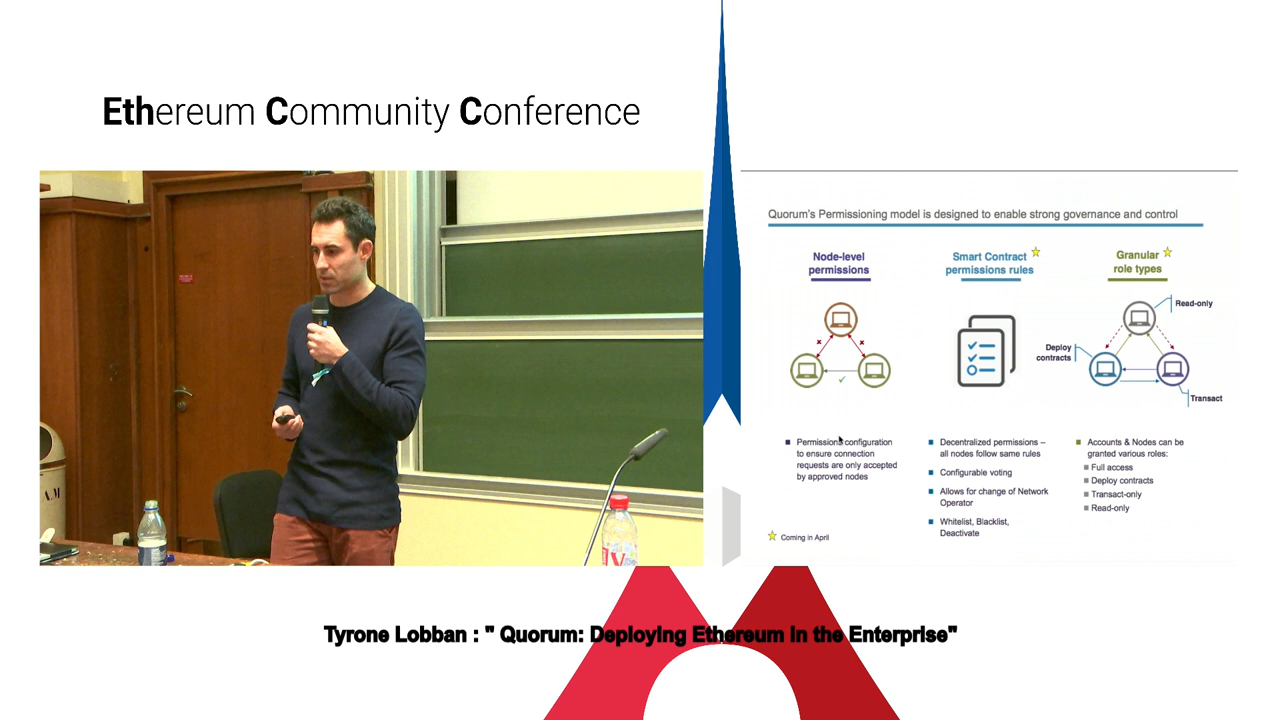 Ethereum Community Conference
Quorum's Permissioning model is designed to enable strong governance and control
Node-level
permissions
Smart Contract
permissions rules
Granular
role types
Read-only
Deploy
contracts
Transact
Permissions configuration
to ensure connection
requests are only accepted
by approved nodes
Decentralized permissions –
all nodes follow same rules
Configurable voting
Allows for change of Network
Operator
Whitelist, Blacklist,
Deactivate
Accounts & Nodes can be
granted various roles:
Full access
Deploy contracts
Transact-only
Read-only
Coming in April
Tyrone Lobban : " Quorum: Deploying Ethereum in the Enterprise"